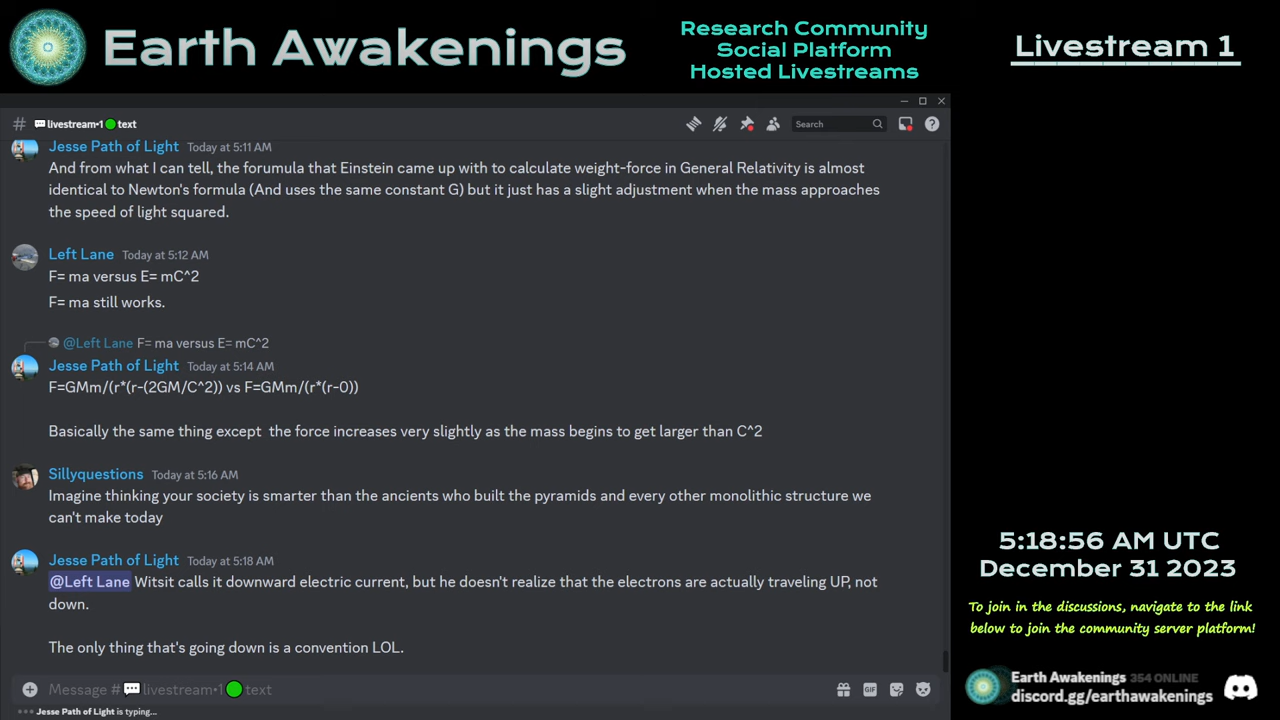 Earth Awakenings
Research Community
Social Platform
Hosted Livestreams
Livestream 1
# 💬livestream•1🟢text
Search
Jesse Path of Light Today at 5:11 AM
And from what I can tell, the forumula that Einstein came up with to calculate weight-force in General Relativity is almost
identical to Newton's formula (And uses the same constant G) but it just has a slight adjustment when the mass approaches
the speed of light squared.
Left Lane Today at 5:12 AM
F= ma versus E= mC^2
F= ma still works.
@Left Lane F= ma versus E= mC^2
Jesse Path of Light Today at 5:14 AM
F=GMm/(r*(r-(2GM/C^2)) vs F=GMm/(r*(r-0))
Basically the same thing except  the force increases very slightly as the mass begins to get larger than C^2
Sillyquestions Today at 5:16 AM
Imagine thinking your society is smarter than the ancients who built the pyramids and every other monolithic structure we
can't make today
Jesse Path of Light Today at 5:18 AM
@Left Lane Witsit calls it downward electric current, but he doesn't realize that the electrons are actually traveling UP, not
down.
The only thing that's going down is a convention LOL.
Message #💬livestream•1🟢text
GIF
Jesse Path of Light is typing...
5:18:56 AM UTC
December 31 2023
To join in the discussions, navigate to the link
below to join the community server platform!
Earth Awakenings 354 ONLINE
discord.gg/earthawakenings